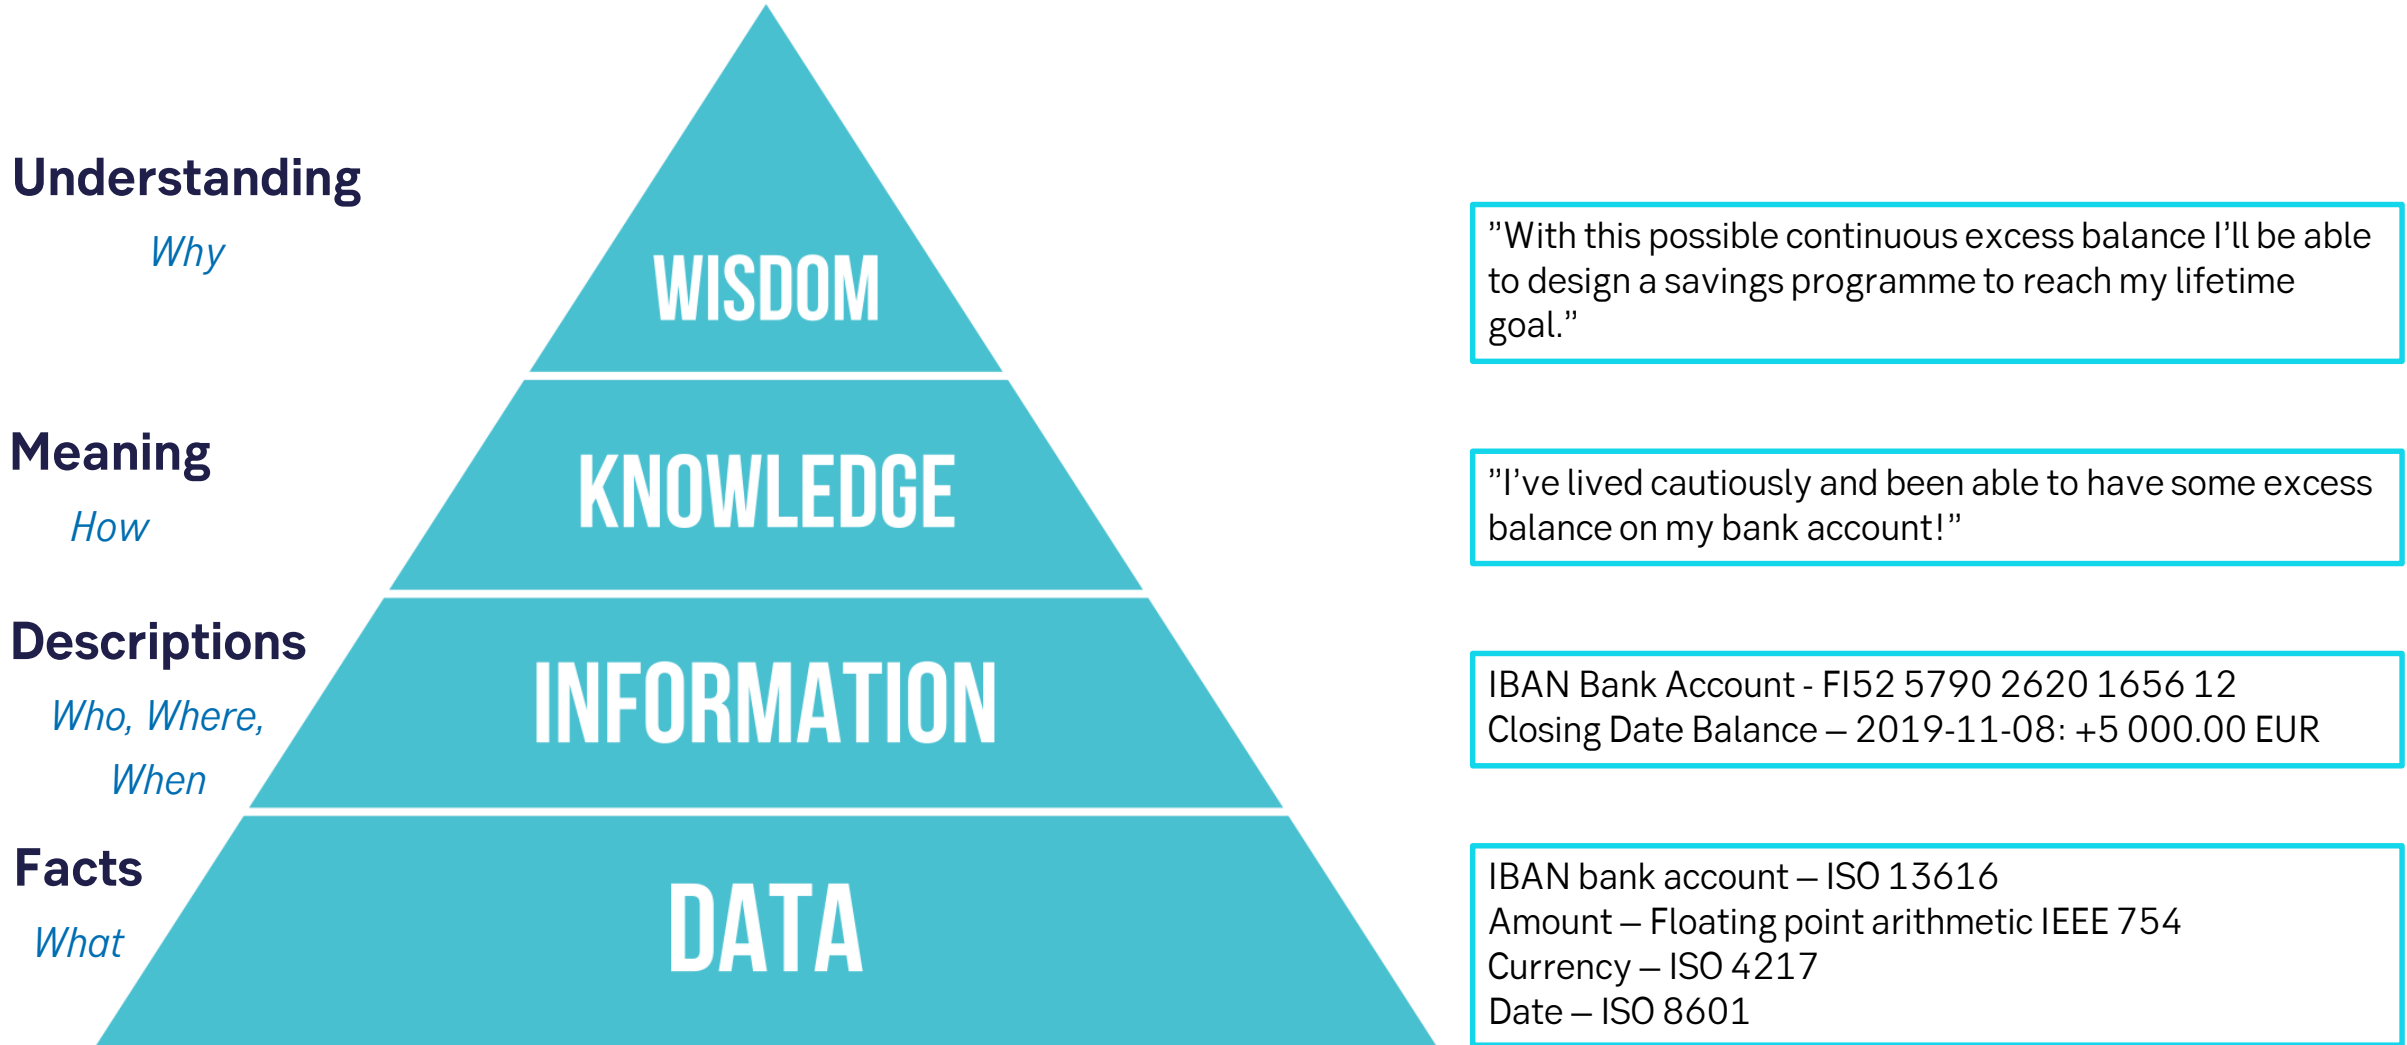 Understanding
Why
WISDOM
”With this possible continuous excess balance I’ll be able
to design a savings programme to reach my lifetime
goal.”
Meaning
How
KNOWLEDGE
”I’ve lived cautiously and been able to have some excess
balance on my bank account!”
Descriptions
Who, Where,
When
INFORMATION
IBAN Bank Account - FI52 5790 2620 1656 12
Closing Date Balance – 2019-11-08: +5 000.00 EUR
Facts
What
DATA
IBAN bank account – ISO 13616
Amount – Floating point arithmetic IEEE 754
Currency – ISO 4217
Date – ISO 8601